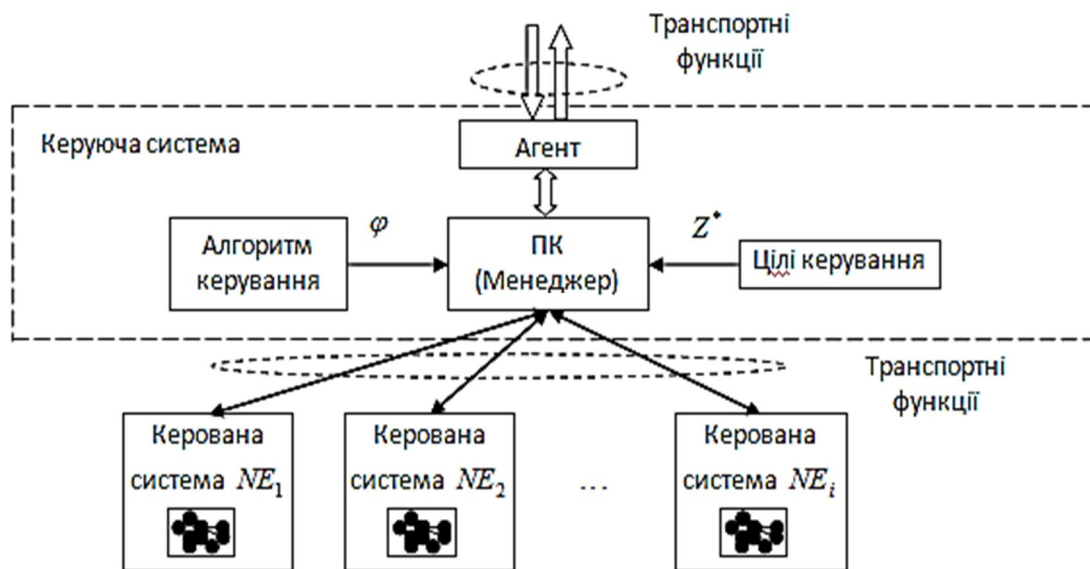 Транспортні
функції
Керуюча система
Агент
Алгоритм
керування
φ
ПК
(Менеджер)
Z*
Цілі керування
Транспортні
функції
Керована
система NE₁
Керована
система NE₂
...
Керована
система NEᵢ